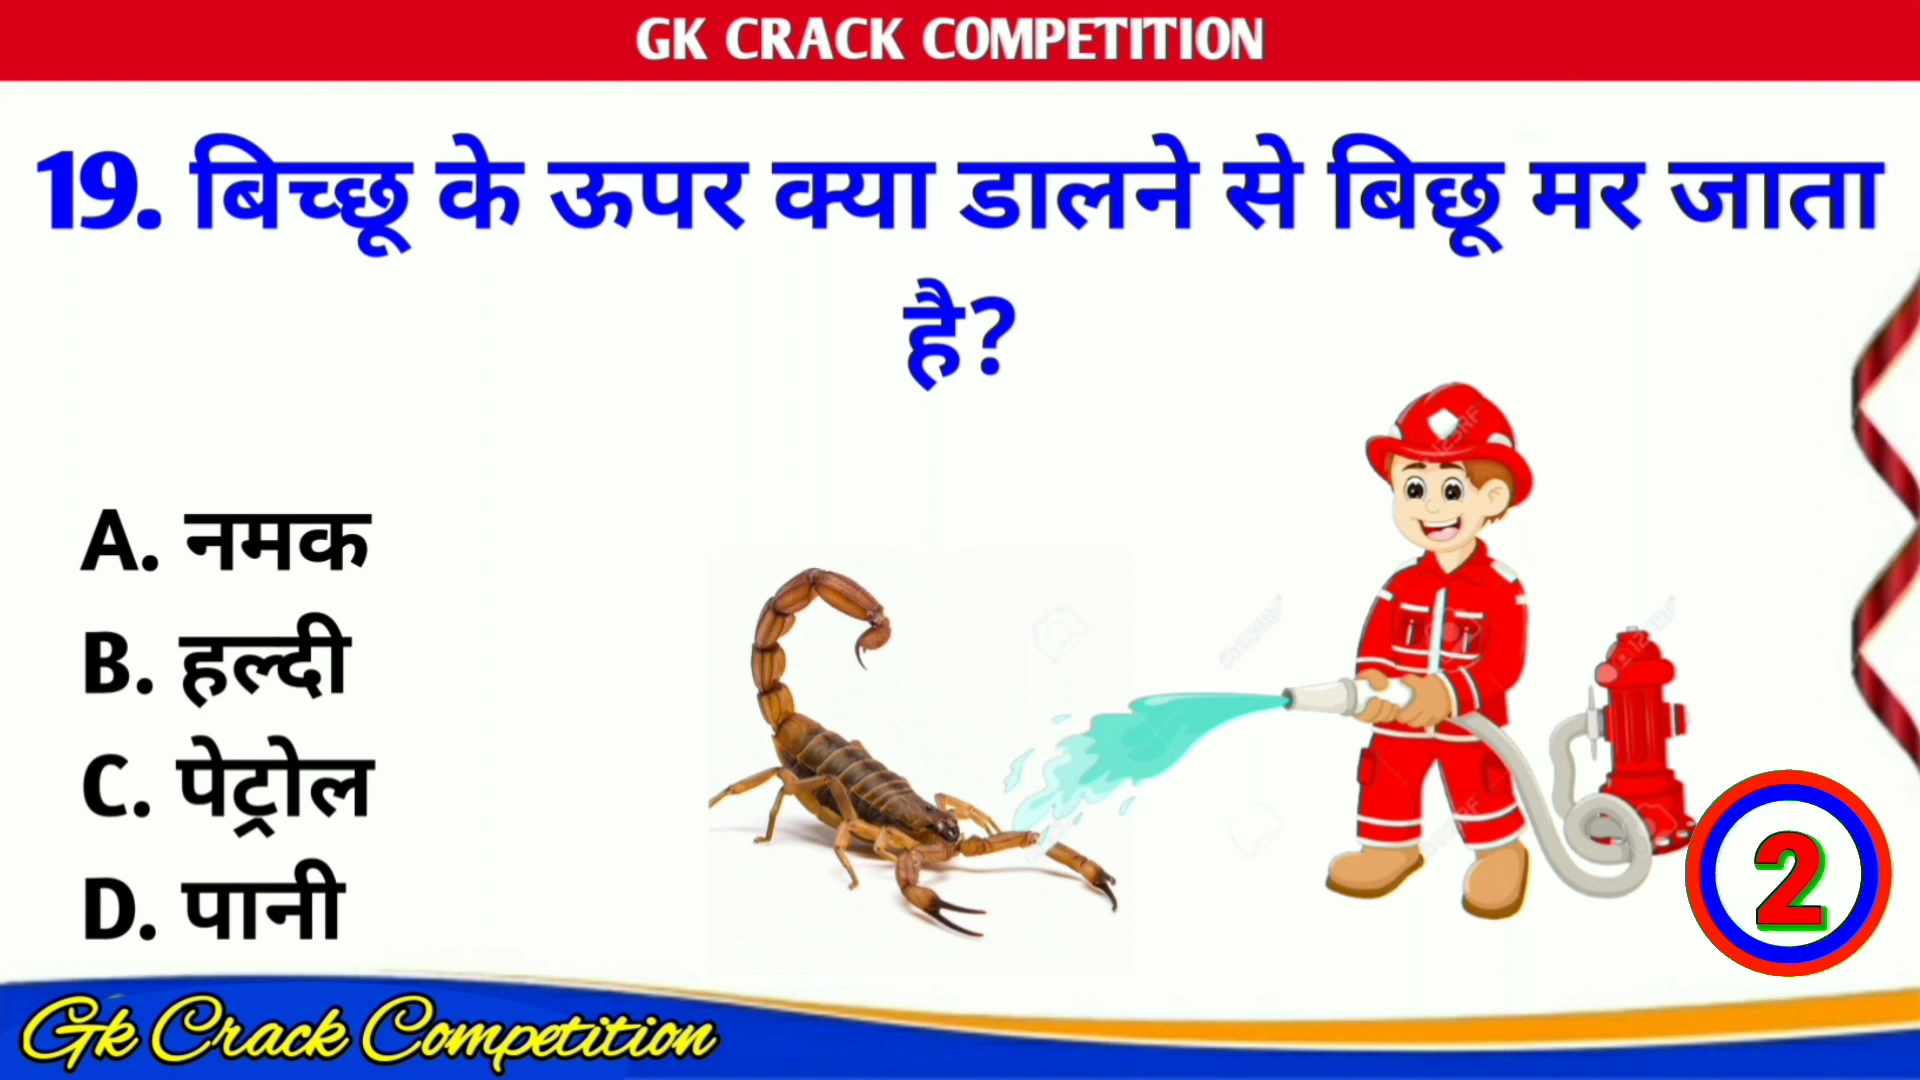 GK CRACK COMPETITION
19. बिच्छू के ऊपर क्या डालने से बिछू मर जाता
है?
A. नमक
B. हल्दी
C. पेट्रोल
D. पानी
2
Gk Crack Competition